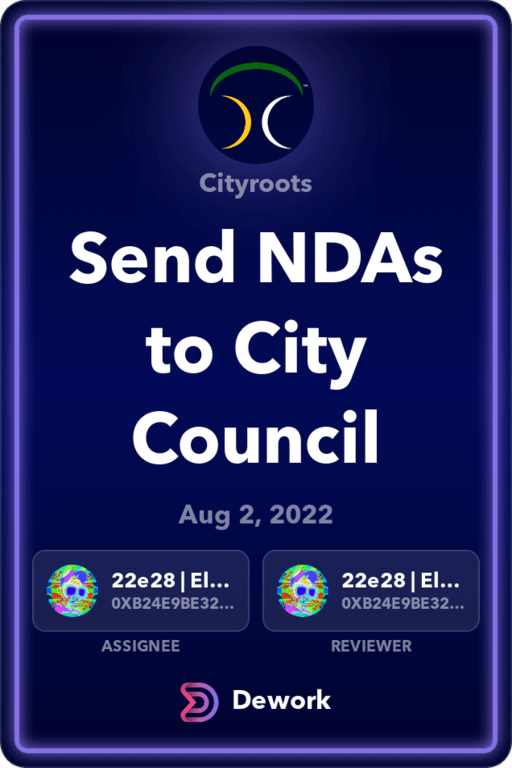 Cityroots
Send NDAs
to City
Council
Aug 2, 2022
22e28 | El...
0XB24E9BE32...
22e28 | El...
0XB24E9BE32...
ASSIGNEE
REVIEWER
Dework